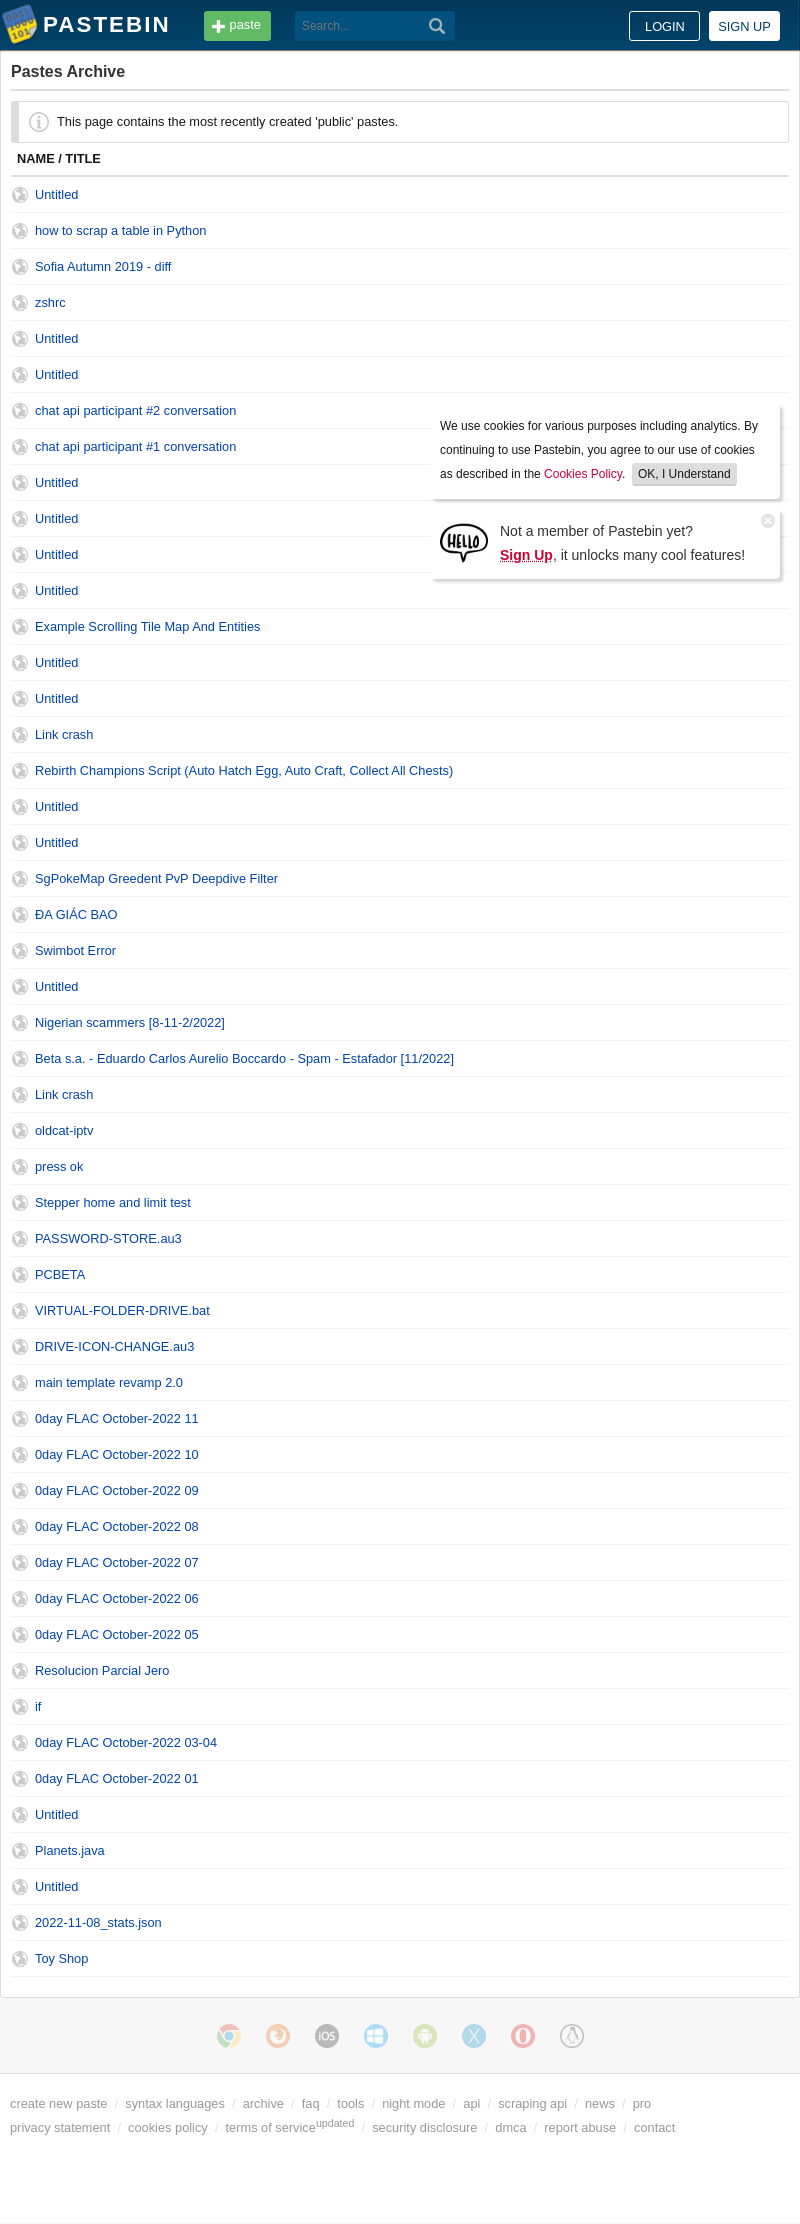 PASTEBIN
paste
Search...
LOGIN
SIGN UP
Pastes Archive
This page contains the most recently created 'public' pastes.
NAME / TITLE
Untitled
how to scrap a table in Python
Sofia Autumn 2019 - diff
zshrc
Untitled
Untitled
chat api participant #2 conversation
chat api participant #1 conversation
Untitled
Untitled
Untitled
Untitled
Example Scrolling Tile Map And Entities
Untitled
Untitled
Link crash
Rebirth Champions Script (Auto Hatch Egg, Auto Craft, Collect All Chests)
Untitled
Untitled
SgPokeMap Greedent PvP Deepdive Filter
ĐA GIÁC BAO
Swimbot Error
Untitled
Nigerian scammers [8-11-2/2022]
Beta s.a. - Eduardo Carlos Aurelio Boccardo - Spam - Estafador [11/2022]
Link crash
oldcat-iptv
press ok
Stepper home and limit test
PASSWORD-STORE.au3
PCBETA
VIRTUAL-FOLDER-DRIVE.bat
DRIVE-ICON-CHANGE.au3
main template revamp 2.0
0day FLAC October-2022 11
0day FLAC October-2022 10
0day FLAC October-2022 09
0day FLAC October-2022 08
0day FLAC October-2022 07
0day FLAC October-2022 06
0day FLAC October-2022 05
Resolucion Parcial Jero
if
0day FLAC October-2022 03-04
0day FLAC October-2022 01
Untitled
Planets.java
Untitled
2022-11-08_stats.json
Toy Shop
We use cookies for various purposes including analytics. By
continuing to use Pastebin, you agree to our use of cookies
as described in the Cookies Policy. OK, I Understand
HELLO
Not a member of Pastebin yet?
Sign Up, it unlocks many cool features!
iOS
create new paste / syntax languages / archive / faq / tools / night mode / api / scraping api / news / pro
privacy statement / cookies policy / terms of service updated / security disclosure / dmca / report abuse / contact